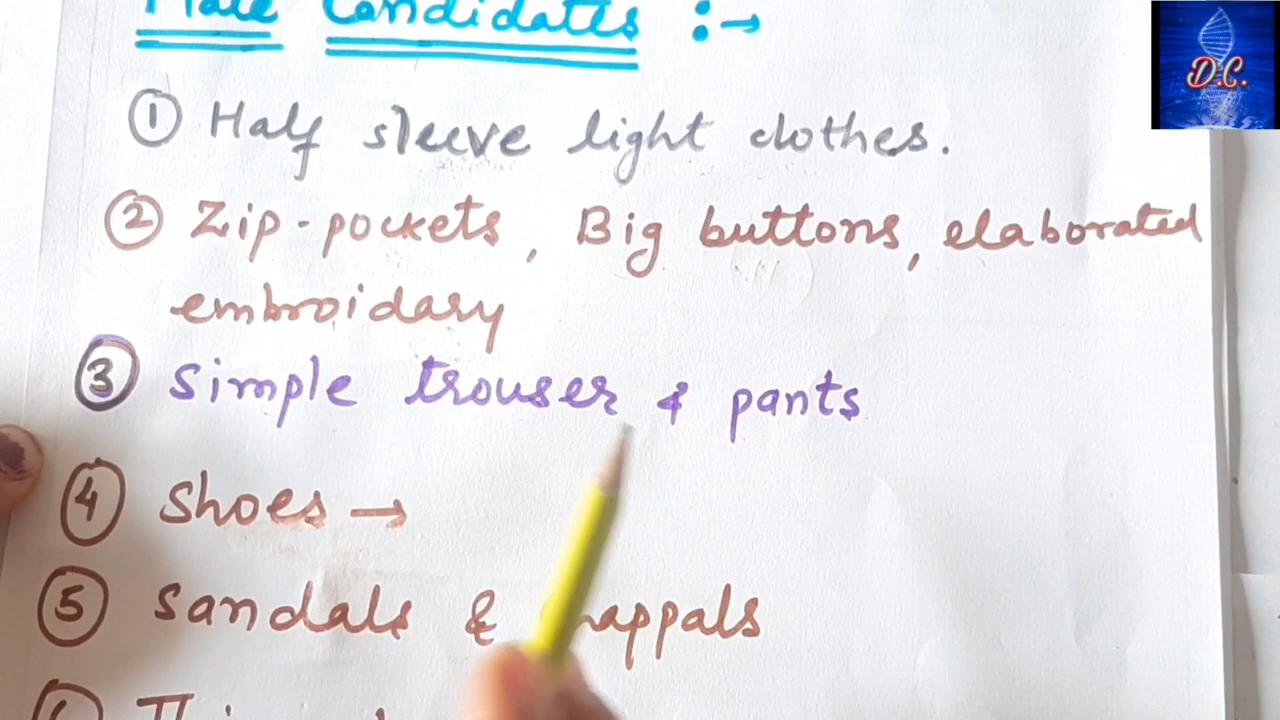 Male Candidates :→
① Half sleeve light clothes.
② Zip-pockets, Big buttons, elaborated
embroidary
③ Simple trouser & pants
④ Shoes →
⑤ Sandals &
D.C.